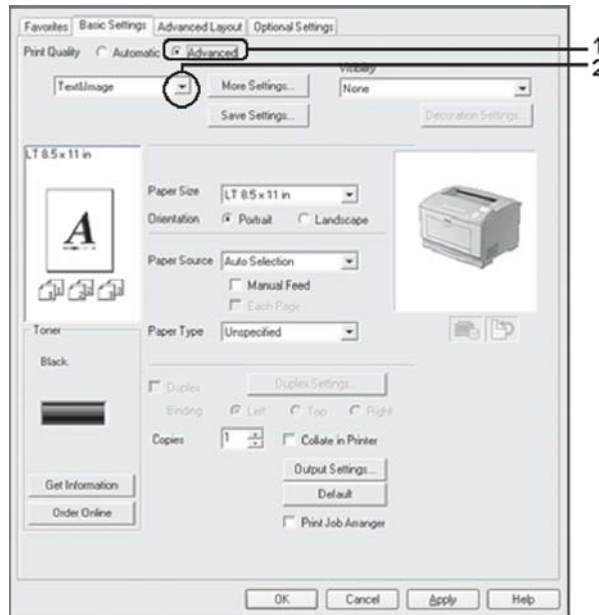 Favorites Basic Settings Advanced Layout Optional Settings
Print Quality Automatic Advanced 1
Visibility 2
Text&Image More Settings... None
Save Settings... Decoration Settings...
LT 8.5 x 11 in
Paper Size LT 8.5 x 11 in
Orientation Portrait Landscape
A
Paper Source Auto Selection
Manual Feed
1 2 3
Each Page
Toner Paper Type Unspecified
Black
Duplex Duplex Settings...
Binding Left Top Right
Copies 1 Collate in Printer
Output Settings...
Get Information
Default
Order Online
Print Job Arranger
OK Cancel Apply Help